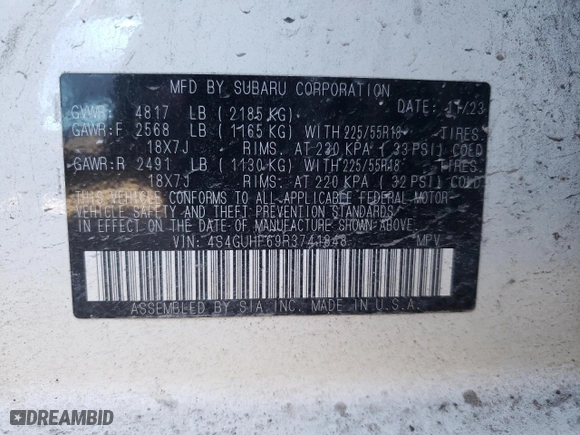 MFD BY SUBARU CORPORATION
GVWR: 4817 LB (2185 KG) DATE: 11/23
GAWR:F 2568 LB (1165 KG) WITH 225/55R18 TIRES
18X7J RIMS. AT 230 KPA ( 33 PSI) COLD
GAWR:R 2491 LB (1130 KG) WITH 225/55R18 TIRES
18X7J RIMS. AT 220 KPA ( 32 PSI) COLD
THIS VEHICLE CONFORMS TO ALL APPLICABLE FEDERAL MOTOR
VEHICLE SAFETY AND BUMPER AND THEFT PREVENTION STANDARDS
IN EFFECT ON THE DATE OF MANUFACTURE SHOWN ABOVE.
VIN: 4S4GUHF69R3741848 MPV
ASSEMBLED BY SIA INC. MADE IN U.S.A.
DREAMBID